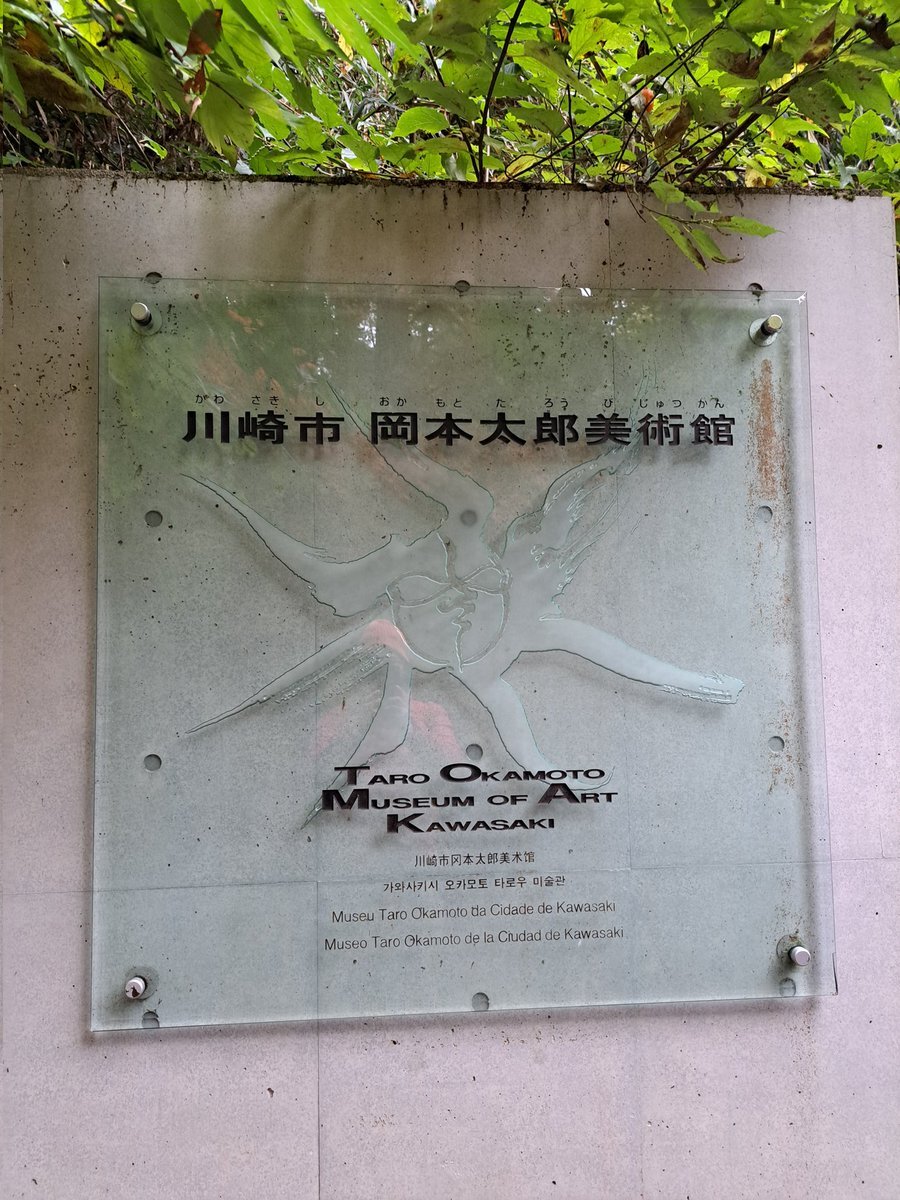 かわ さき し おか もと た ろう び じゅつ かん
川崎市 岡本太郎美術館
TARO OKAMOTO
MUSEUM OF ART
KAWASAKI
川崎市冈本太郎美术馆
가와사키시 오카모토 타로우 미술관
Museu Taro Okamoto da Cidade de Kawasaki
Museo Taro Okamoto de la Ciudad de Kawasaki